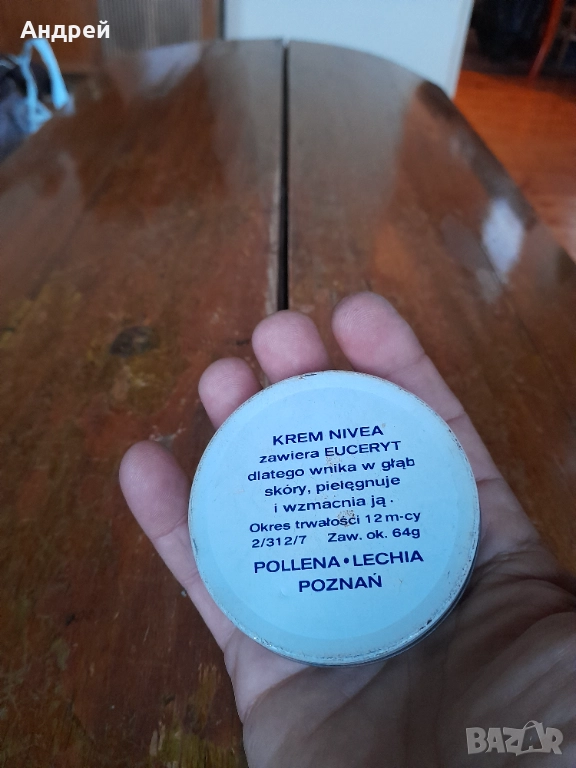 Андрей
KREM NIVEA
zawiera EUCERYT
dlatego wnika w głąb
skóry, pielęgnuje
i wzmacnia ją.
Okres trwałości 12 m-cy
2/312/7 Zaw. ok. 64g
POLLENA•LECHIA
POZNAŃ
BAZAR